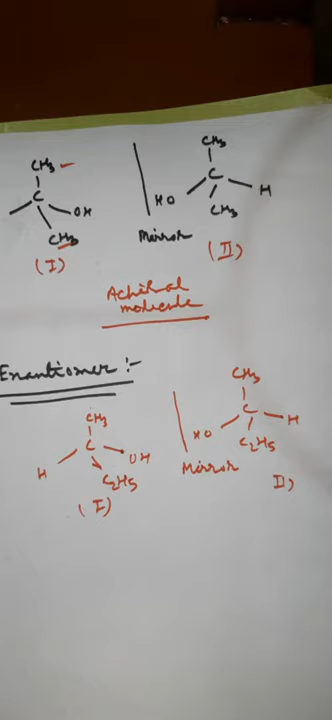 CH3
C
OH
CH3
(I)
CH3
C
HO
H
CH3
Mirror
(II)
Achiral
molecule
Enantiomer :-
CH3
C
H
OH
C2H5
(I)
CH3
C
HO
H
C2H5
Mirror
II)